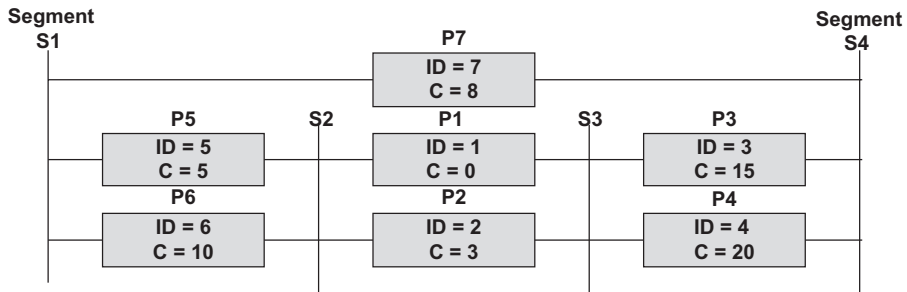 Segment
S1
Segment
S4
P7
ID = 7
C = 8
P5
S2
P1
S3
P3
ID = 5
C = 5
ID = 1
C = 0
ID = 3
C = 15
P6
P2
P4
ID = 6
C = 10
ID = 2
C = 3
ID = 4
C = 20